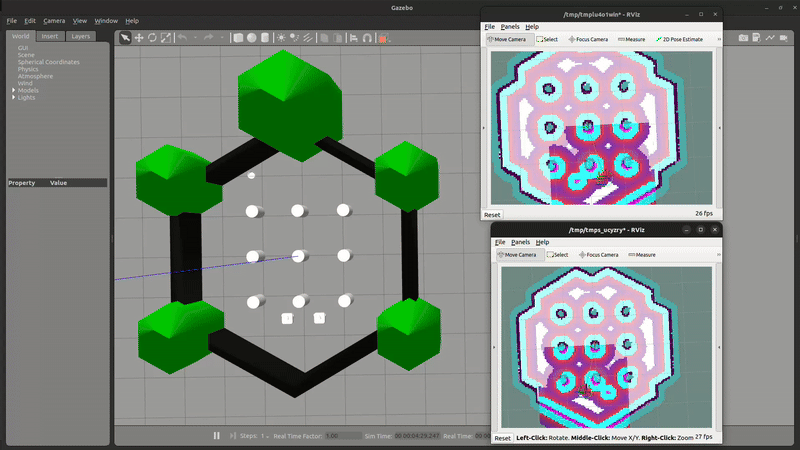 Gazebo
File Edit Camera View Window Help
World Insert Layers
GUI
Scene
Spherical Coordinates
Physics
Atmosphere
Wind
Models
Lights
Property Value
Steps: 1 Real Time Factor: 1.00 Sim Time: 00 00:04:29.247 Real Time: 00
/tmp/tmplu4o1win* - RViz
File Panels Help
Move Camera Select Focus Camera Measure 2D Pose Estimate
Reset 26 fps
/tmp/tmps_ucyzry* - RViz
File Panels Help
Move Camera Select Focus Camera Measure
Reset Left-Click: Rotate. Middle-Click: Move X/Y. Right-Click: Zoom 27 fps